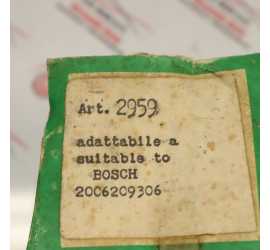 Art. 2959
adattabile a
suitable to
BOSCH
2006209306